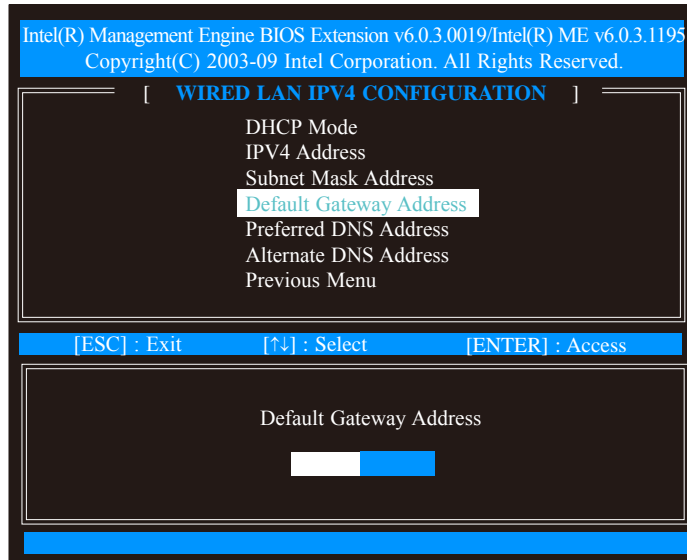 Intel(R) Management Engine BIOS Extension v6.0.3.0019/Intel(R) ME v6.0.3.1195
Copyright(C) 2003-09 Intel Corporation. All Rights Reserved.
[ WIRED LAN IPV4 CONFIGURATION ]
DHCP Mode
IPV4 Address
Subnet Mask Address
Default Gateway Address
Preferred DNS Address
Alternate DNS Address
Previous Menu
[ESC] : Exit [↑↓] : Select [ENTER] : Access
Default Gateway Address